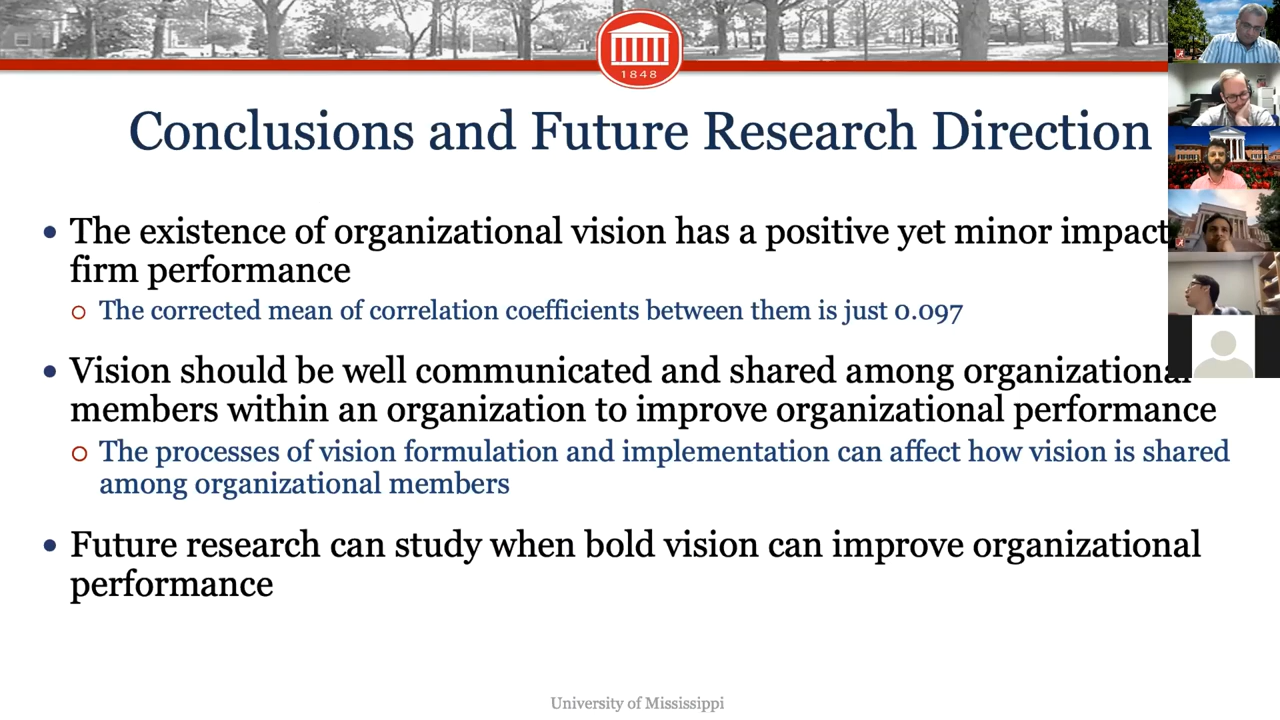 1848
Conclusions and Future Research Direction
• The existence of organizational vision has a positive yet minor impact
firm performance
○ The corrected mean of correlation coefficients between them is just 0.097
• Vision should be well communicated and shared among organizational
members within an organization to improve organizational performance
○ The processes of vision formulation and implementation can affect how vision is shared
among organizational members
• Future research can study when bold vision can improve organizational
performance
University of Mississippi